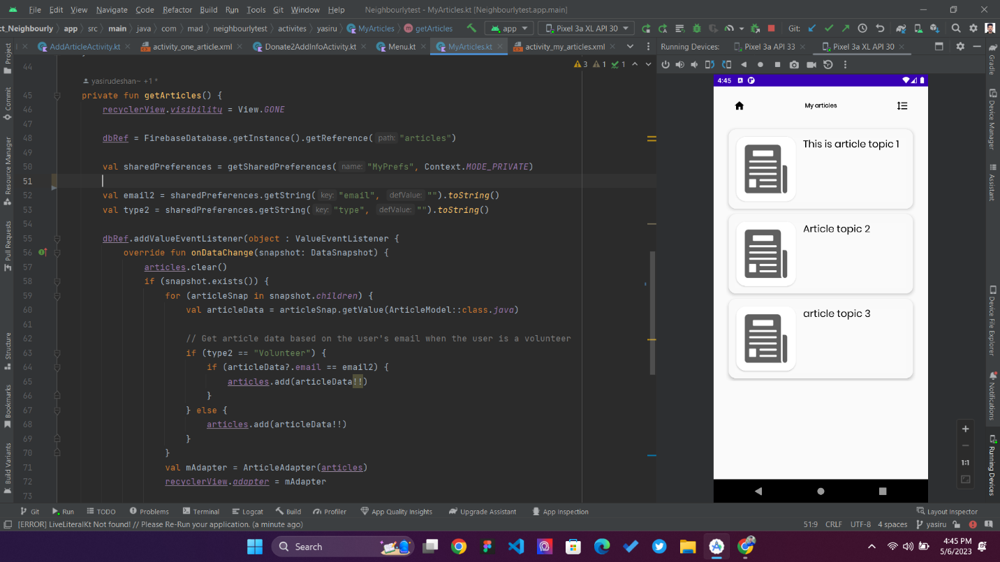 File Edit View Navigate Code Refactor Build Run Tools Git Window Help Neighbourlytest - MyArticles.kt [Neighbourlytest.app.main]
ct_Neighbourly app src main java com mad neighbourlytest activites yasiru MyArticles getArticles app Pixel 3a XL API 30 Git:
AddArticleActivity.kt activity_one_article.xml Donate2AddInfoActivity.kt Menu.kt MyArticles.kt activity_my_articles.xml Running Devices: Pixel 3a API 33 Pixel 3a XL API 30
3 1 1
44
yasirudeshan~ +1 *
45 private fun getArticles() {
46 recyclerView.visibility = View.GONE
47
48 dbRef = FirebaseDatabase.getInstance().getReference( path: "articles")
49
50 val sharedPreferences = getSharedPreferences( name: "MyPrefs", Context.MODE_PRIVATE)
51
52 val email2 = sharedPreferences.getString( key: "email", defValue: "").toString()
53 val type2 = sharedPreferences.getString( key: "type", defValue: "").toString()
54
55 dbRef.addValueEventListener(object : ValueEventListener {
56 override fun onDataChange(snapshot: DataSnapshot) {
57 articles.clear()
58 if (snapshot.exists()) {
59 for (articleSnap in snapshot.children) {
60 val articleData = articleSnap.getValue(ArticleModel::class.java)
61
62 // Get article data based on the user's email when the user is a volunteer
63 if (type2 == "Volunteer") {
64 if (articleData?.email == email2) {
65 articles.add(articleData!!)
66 }
67 } else {
68 articles.add(articleData!!)
69 }
70 }
71 val mAdapter = ArticleAdapter(articles)
72 recyclerView.adapter = mAdapter
73
Project
Commit
Resource Manager
Pull Requests
Structure
Bookmarks
Build Variants
4:45
My articles
This is article topic 1
Article topic 2
article topic 3
1:1
Gradle
Device Manager
Assistant
Device File Explorer
Notifications
Running Devices
Git Run TODO Problems Terminal Logcat Build Profiler App Quality Insights Upgrade Assistant App Inspection Layout Inspector
[ERROR] LiveLiteralKt Not found! // Please Re-Run your application. (a minute ago) 51:9 CRLF UTF-8 4 spaces yasiru
Search
4:45 PM
5/6/2023